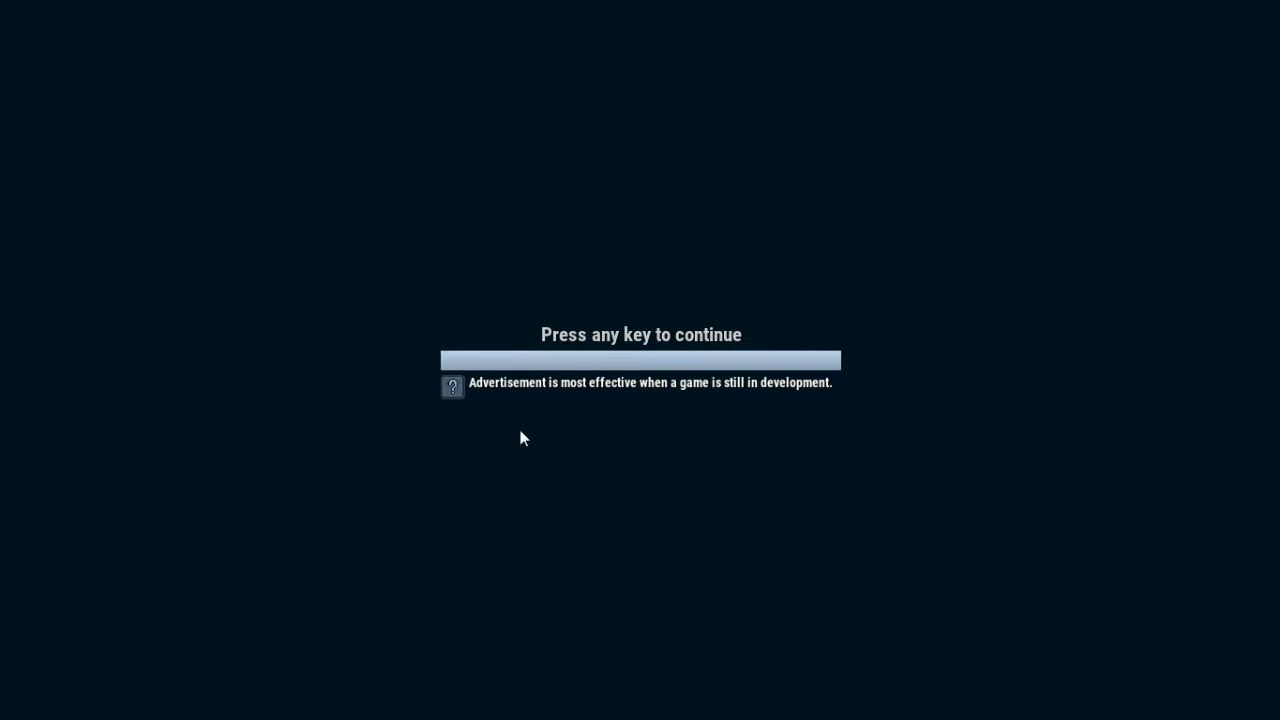 Press any key to continue
? Advertisement is most effective when a game is still in development.